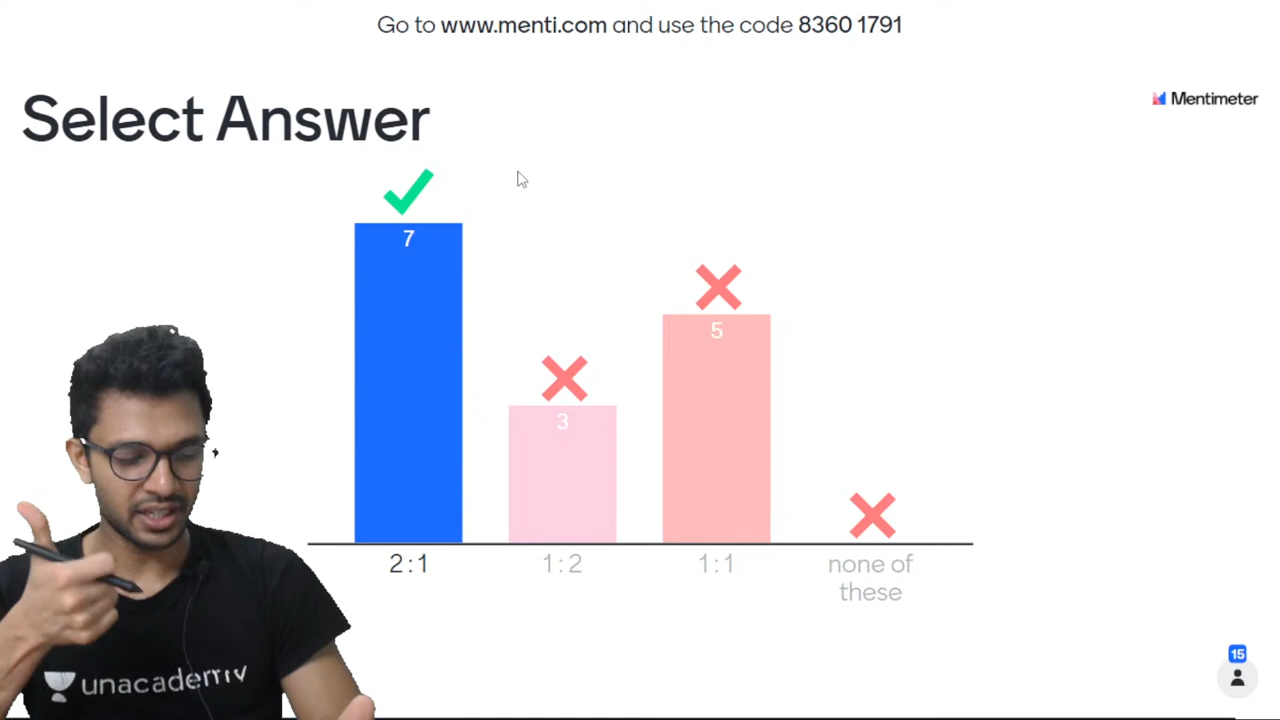 Go to www.menti.com and use the code 8360 1791
Select Answer
Mentimeter
7
3
5
2 : 1
1 : 2
1 : 1
none of
these
15
unacademy